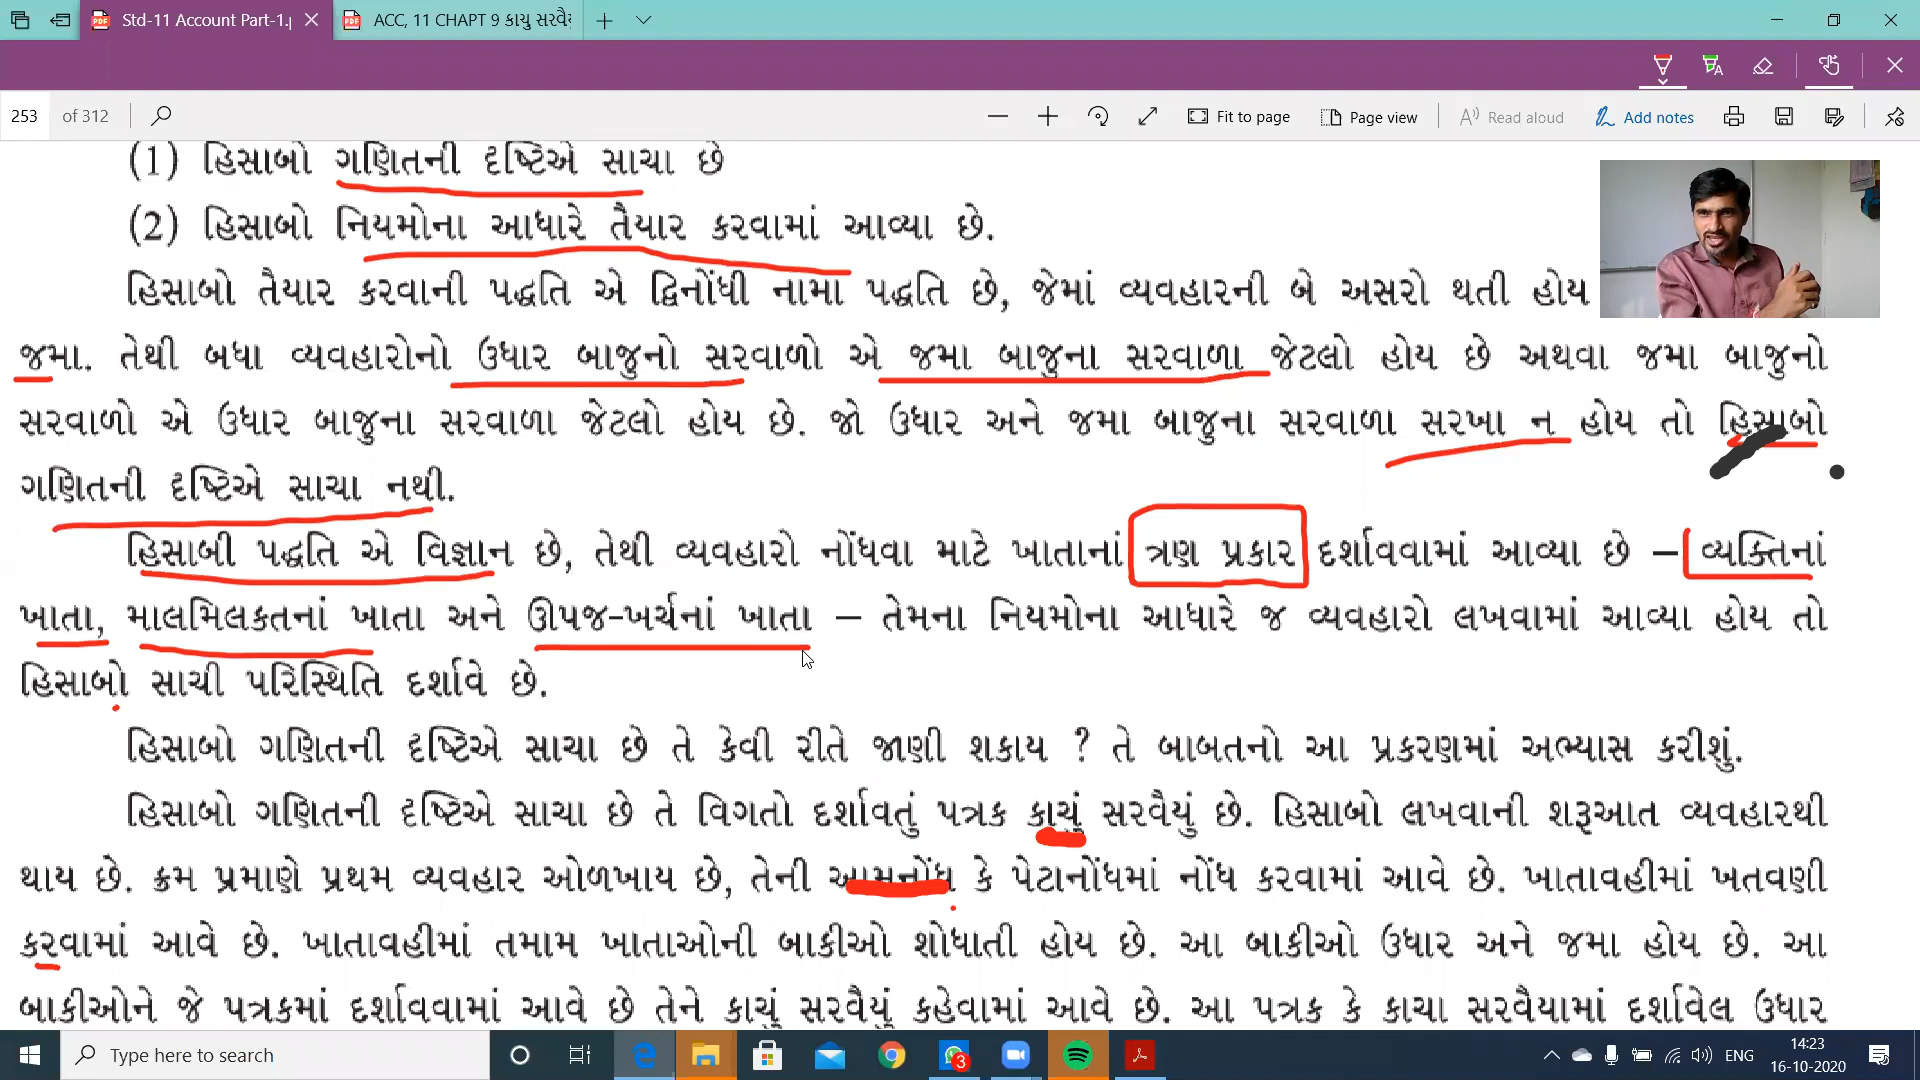 Std-11 Account Part-1.p
ACC, 11 CHAPT 9 કાચુ સરવૈ
253 of 312
Fit to page
Page view
Read aloud
Add notes
(1) હિસાબો ગણિતની દૃષ્ટિએ સાચા છે
(2) હિસાબો નિયમોના આધારે તૈયાર કરવામાં આવ્યા છે.
હિસાબો તૈયાર કરવાની પદ્ધતિ એ દ્વિનોંધી નામા પદ્ધતિ છે, જેમાં વ્યવહારની બે અસરો થતી હોય
જમા. તેથી બધા વ્યવહારોનો ઉધાર બાજુનો સરવાળો એ જમા બાજુના સરવાળા જેટલો હોય છે અથવા જમા બાજુનો
સરવાળો એ ઉધાર બાજુના સરવાળા જેટલો હોય છે. જો ઉધાર અને જમા બાજુના સરવાળા સરખા ન હોય તો હિસાબો
ગણિતની દૃષ્ટિએ સાચા નથી.
હિસાબી પદ્ધતિ એ વિજ્ઞાન છે, તેથી વ્યવહારો નોંધવા માટે ખાતાનાં ત્રણ પ્રકાર દર્શાવવામાં આવ્યા છે – વ્યક્તિનાં
ખાતા, માલમિલકતનાં ખાતા અને ઊપજ-ખર્ચનાં ખાતા – તેમના નિયમોના આધારે જ વ્યવહારો લખવામાં આવ્યા હોય તો
હિસાબો સાચી પરિસ્થિતિ દર્શાવે છે.
હિસાબો ગણિતની દૃષ્ટિએ સાચા છે તે કેવી રીતે જાણી શકાય ? તે બાબતનો આ પ્રકરણમાં અભ્યાસ કરીશું.
હિસાબો ગણિતની દૃષ્ટિએ સાચા છે તે વિગતો દર્શાવતું પત્રક કાચું સરવૈયું છે. હિસાબો લખવાની શરૂઆત વ્યવહારથી
થાય છે. ક્રમ પ્રમાણે પ્રથમ વ્યવહાર ઓળખાય છે, તેની આમનોંધ કે પેટાનોંધમાં નોંધ કરવામાં આવે છે. ખાતાવહીમાં ખતવણી
કરવામાં આવે છે. ખાતાવહીમાં તમામ ખાતાઓની બાકીઓ શોધાતી હોય છે. આ બાકીઓ ઉધાર અને જમા હોય છે. આ
બાકીઓને જે પત્રકમાં દર્શાવવામાં આવે છે તેને કાચું સરવૈયું કહેવામાં આવે છે. આ પત્રક કે કાચા સરવૈયામાં દર્શાવેલ ઉધાર
Type here to search
3
ENG
14:23
16-10-2020